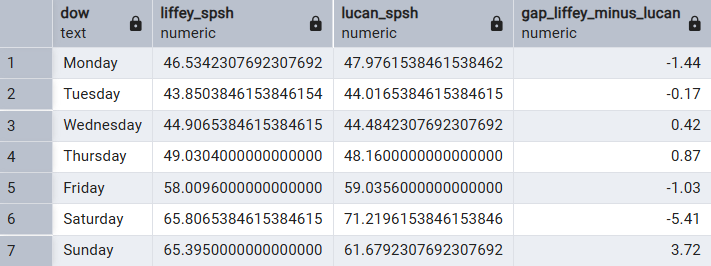 dow liffey_spsh lucan_spsh gap_liffey_minus_lucan
text numeric numeric numeric
1 Monday 46.5342307692307692 47.9761538461538462 -1.44
2 Tuesday 43.8503846153846154 44.0165384615384615 -0.17
3 Wednesday 44.9065384615384615 44.4842307692307692 0.42
4 Thursday 49.0304000000000000 48.1600000000000000 0.87
5 Friday 58.0096000000000000 59.0356000000000000 -1.03
6 Saturday 65.8065384615384615 71.2196153846153846 -5.41
7 Sunday 65.3950000000000000 61.6792307692307692 3.72